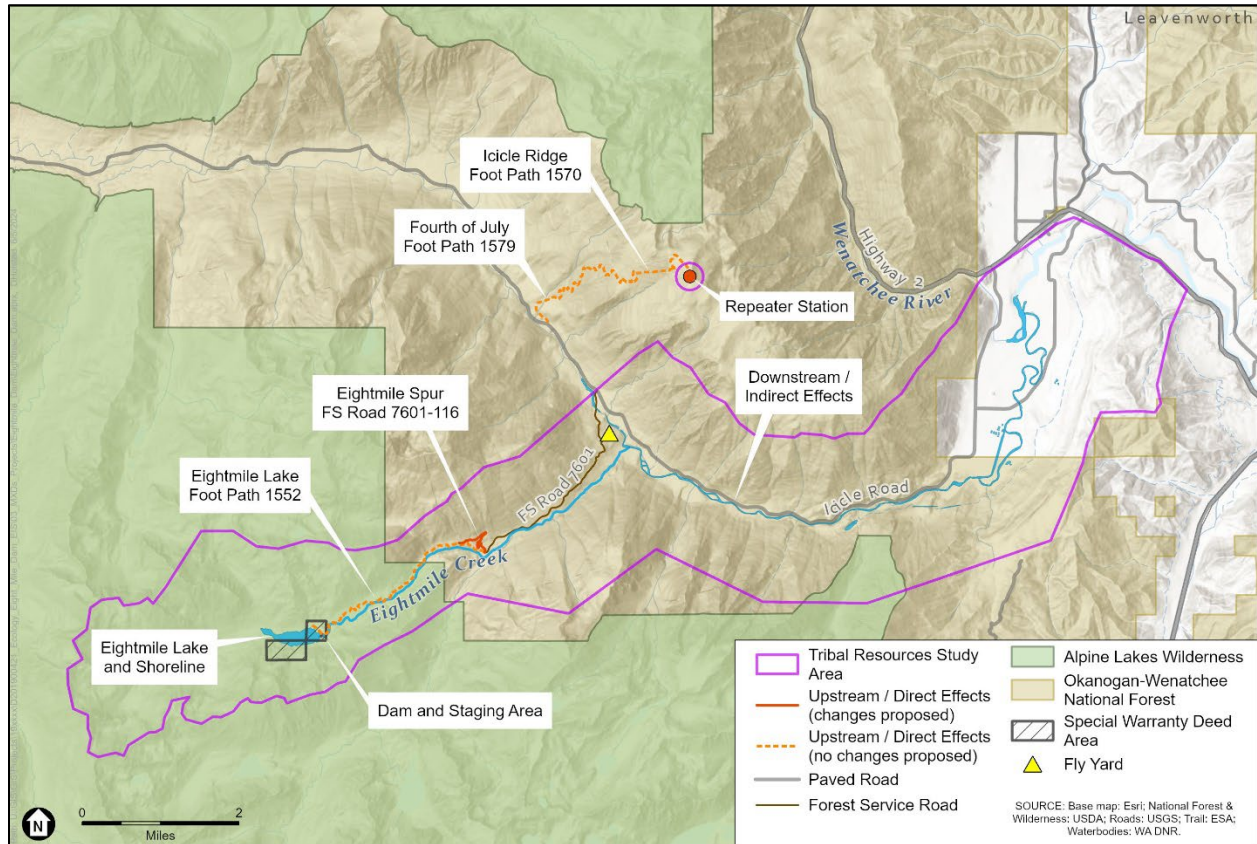 Leavenworth
Icicle Ridge
Foot Path 1570
Fourth of July
Foot Path 1579
Highway 2
Wenatchee River
Repeater Station
Eightmile Spur
FS Road 7601-116
Downstream /
Indirect Effects
Eightmile Lake
Foot Path 1552
FS Road 7601
Icicle Road
Eightmile Creek
Eightmile Lake
and Shoreline
Dam and Staging Area
Tribal Resources Study
Area
Upstream / Direct Effects
(changes proposed)
Upstream / Direct Effects
(no changes proposed)
Paved Road
Forest Service Road
Alpine Lakes Wilderness
Okanogan-Wenatchee
National Forest
Special Warranty Deed
Area
Fly Yard
SOURCE: Base map: Esri; National Forest &
Wilderness: USDA; Roads: USGS; Trail: ESA;
Waterbodies: WA DNR.
N
0 2
Miles